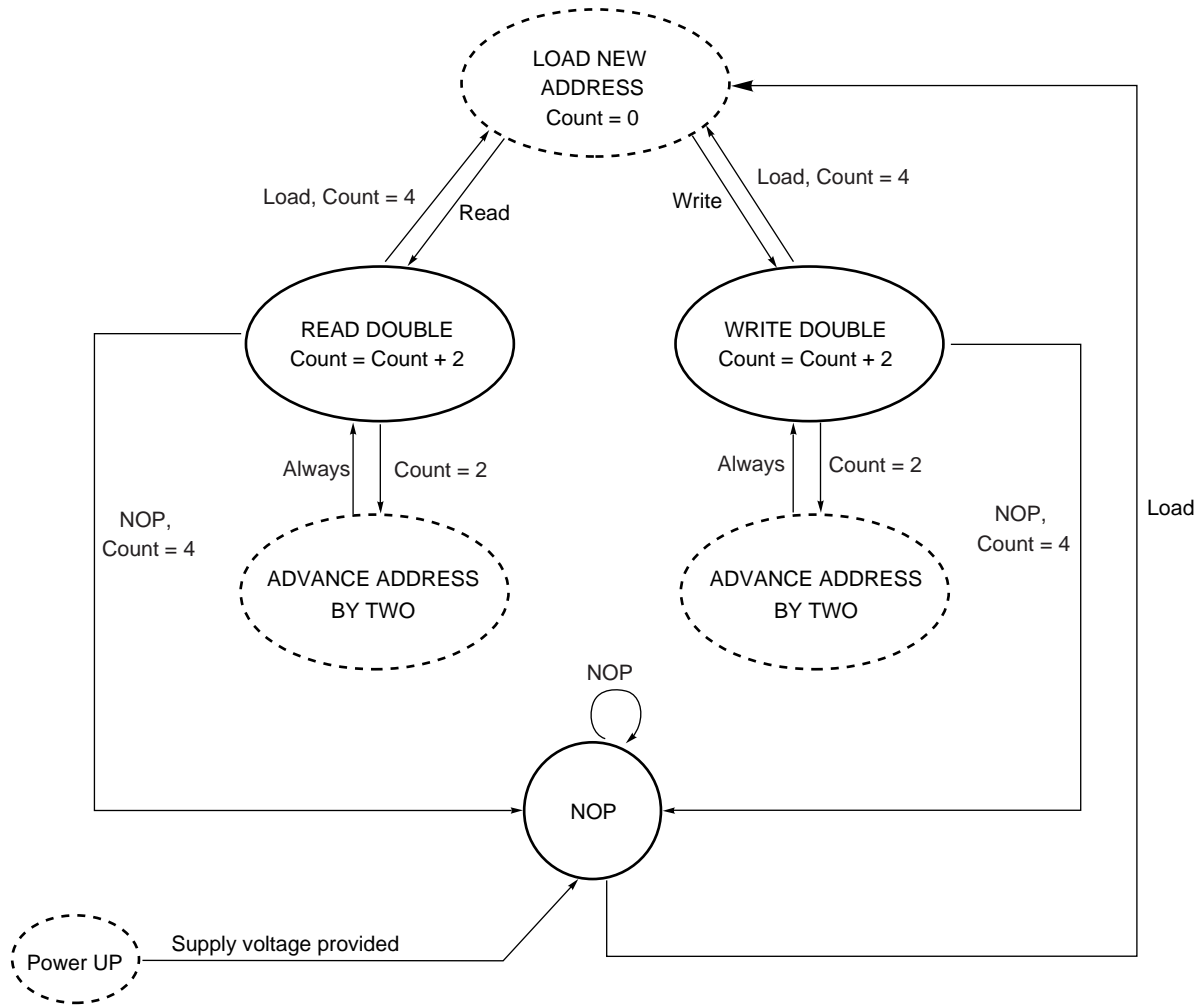 LOAD NEW
ADDRESS
Count = 0
Load, Count = 4
Read
Write
Load, Count = 4
READ DOUBLE
Count = Count + 2
WRITE DOUBLE
Count = Count + 2
Always
Count = 2
Always
Count = 2
NOP,
Count = 4
NOP,
Count = 4
Load
ADVANCE ADDRESS
BY TWO
ADVANCE ADDRESS
BY TWO
NOP
NOP
Supply voltage provided
Power UP